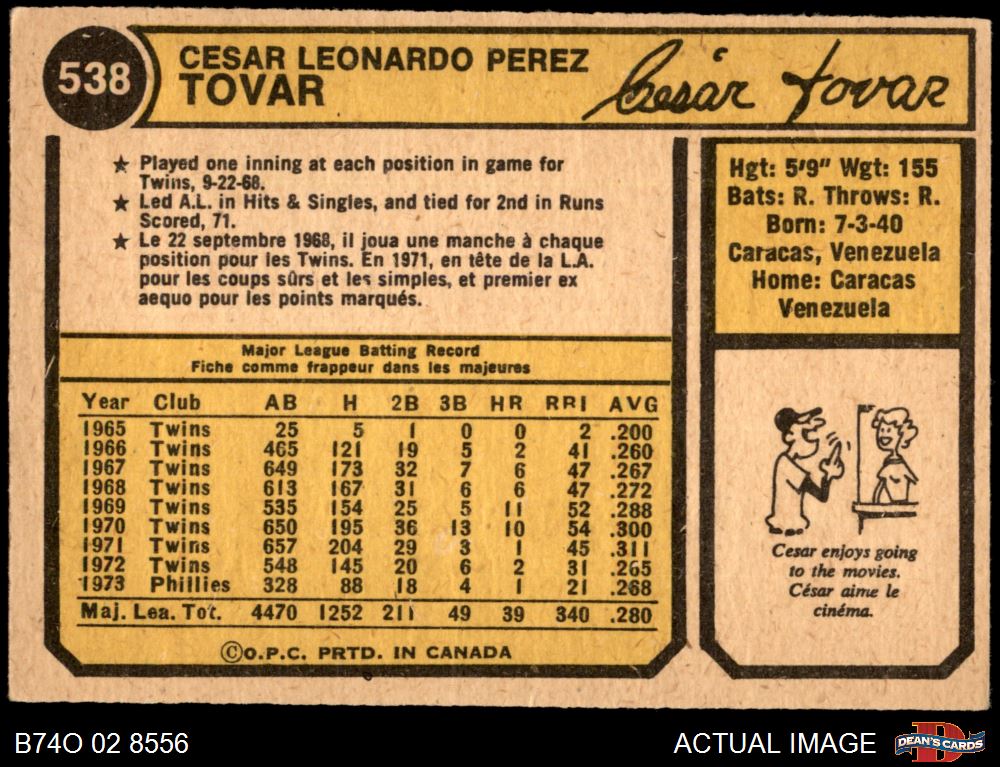 538
CESAR LEONARDO PEREZ
TOVAR
César Tovar
★ Played one inning at each position in game for
Twins, 9-22-68.
★ Led A.L. in Hits & Singles, and tied for 2nd in Runs
Scored, 71.
★ Le 22 septembre 1968, il joua une manche à chaque
position pour les Twins. En 1971, en tête de la L.A.
pour les coups sûrs et les simples, et premier ex
aequo pour les points marqués.
Hgt: 5'9" Wgt: 155
Bats: R. Throws: R.
Born: 7-3-40
Caracas, Venezuela
Home: Caracas
Venezuela
Major League Batting Record
Fiche comme frappeur dans les majeures
Year Club AB H 2B 3B HR RBI AVG
1965 Twins 25 5 1 0 0 2 .200
1966 Twins 465 121 19 5 2 41 .260
1967 Twins 649 173 32 7 6 47 .267
1968 Twins 613 167 31 6 6 47 .272
1969 Twins 535 154 25 5 11 52 .288
1970 Twins 650 195 36 13 10 54 .300
1971 Twins 657 204 29 3 1 45 .311
1972 Twins 548 145 20 6 2 31 .265
1973 Phillies 328 88 18 4 1 21 .268
Maj. Lea. Tot. 4470 1252 211 49 39 340 .280
©O.P.C. PRTD. IN CANADA
Cesar enjoys going
to the movies.
César aime le
cinéma.
B74O 02 8556
ACTUAL IMAGE
DEAN'S CARDS